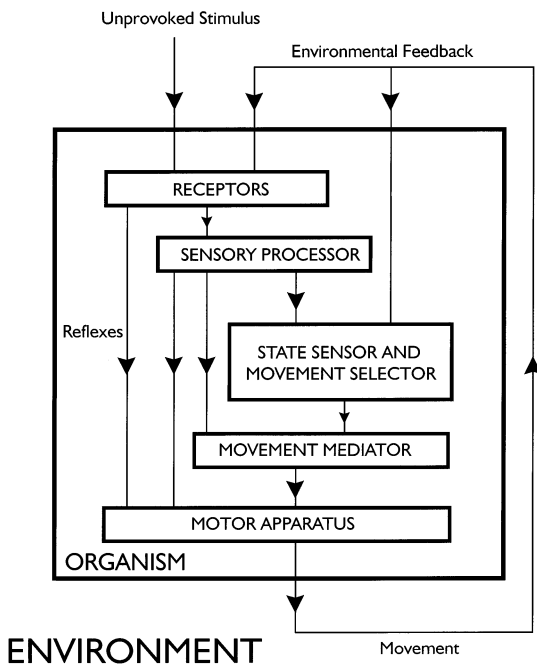 Unprovoked Stimulus
Environmental Feedback
RECEPTORS
SENSORY PROCESSOR
Reflexes
STATE SENSOR AND
MOVEMENT SELECTOR
MOVEMENT MEDIATOR
MOTOR APPARATUS
ORGANISM
ENVIRONMENT
Movement